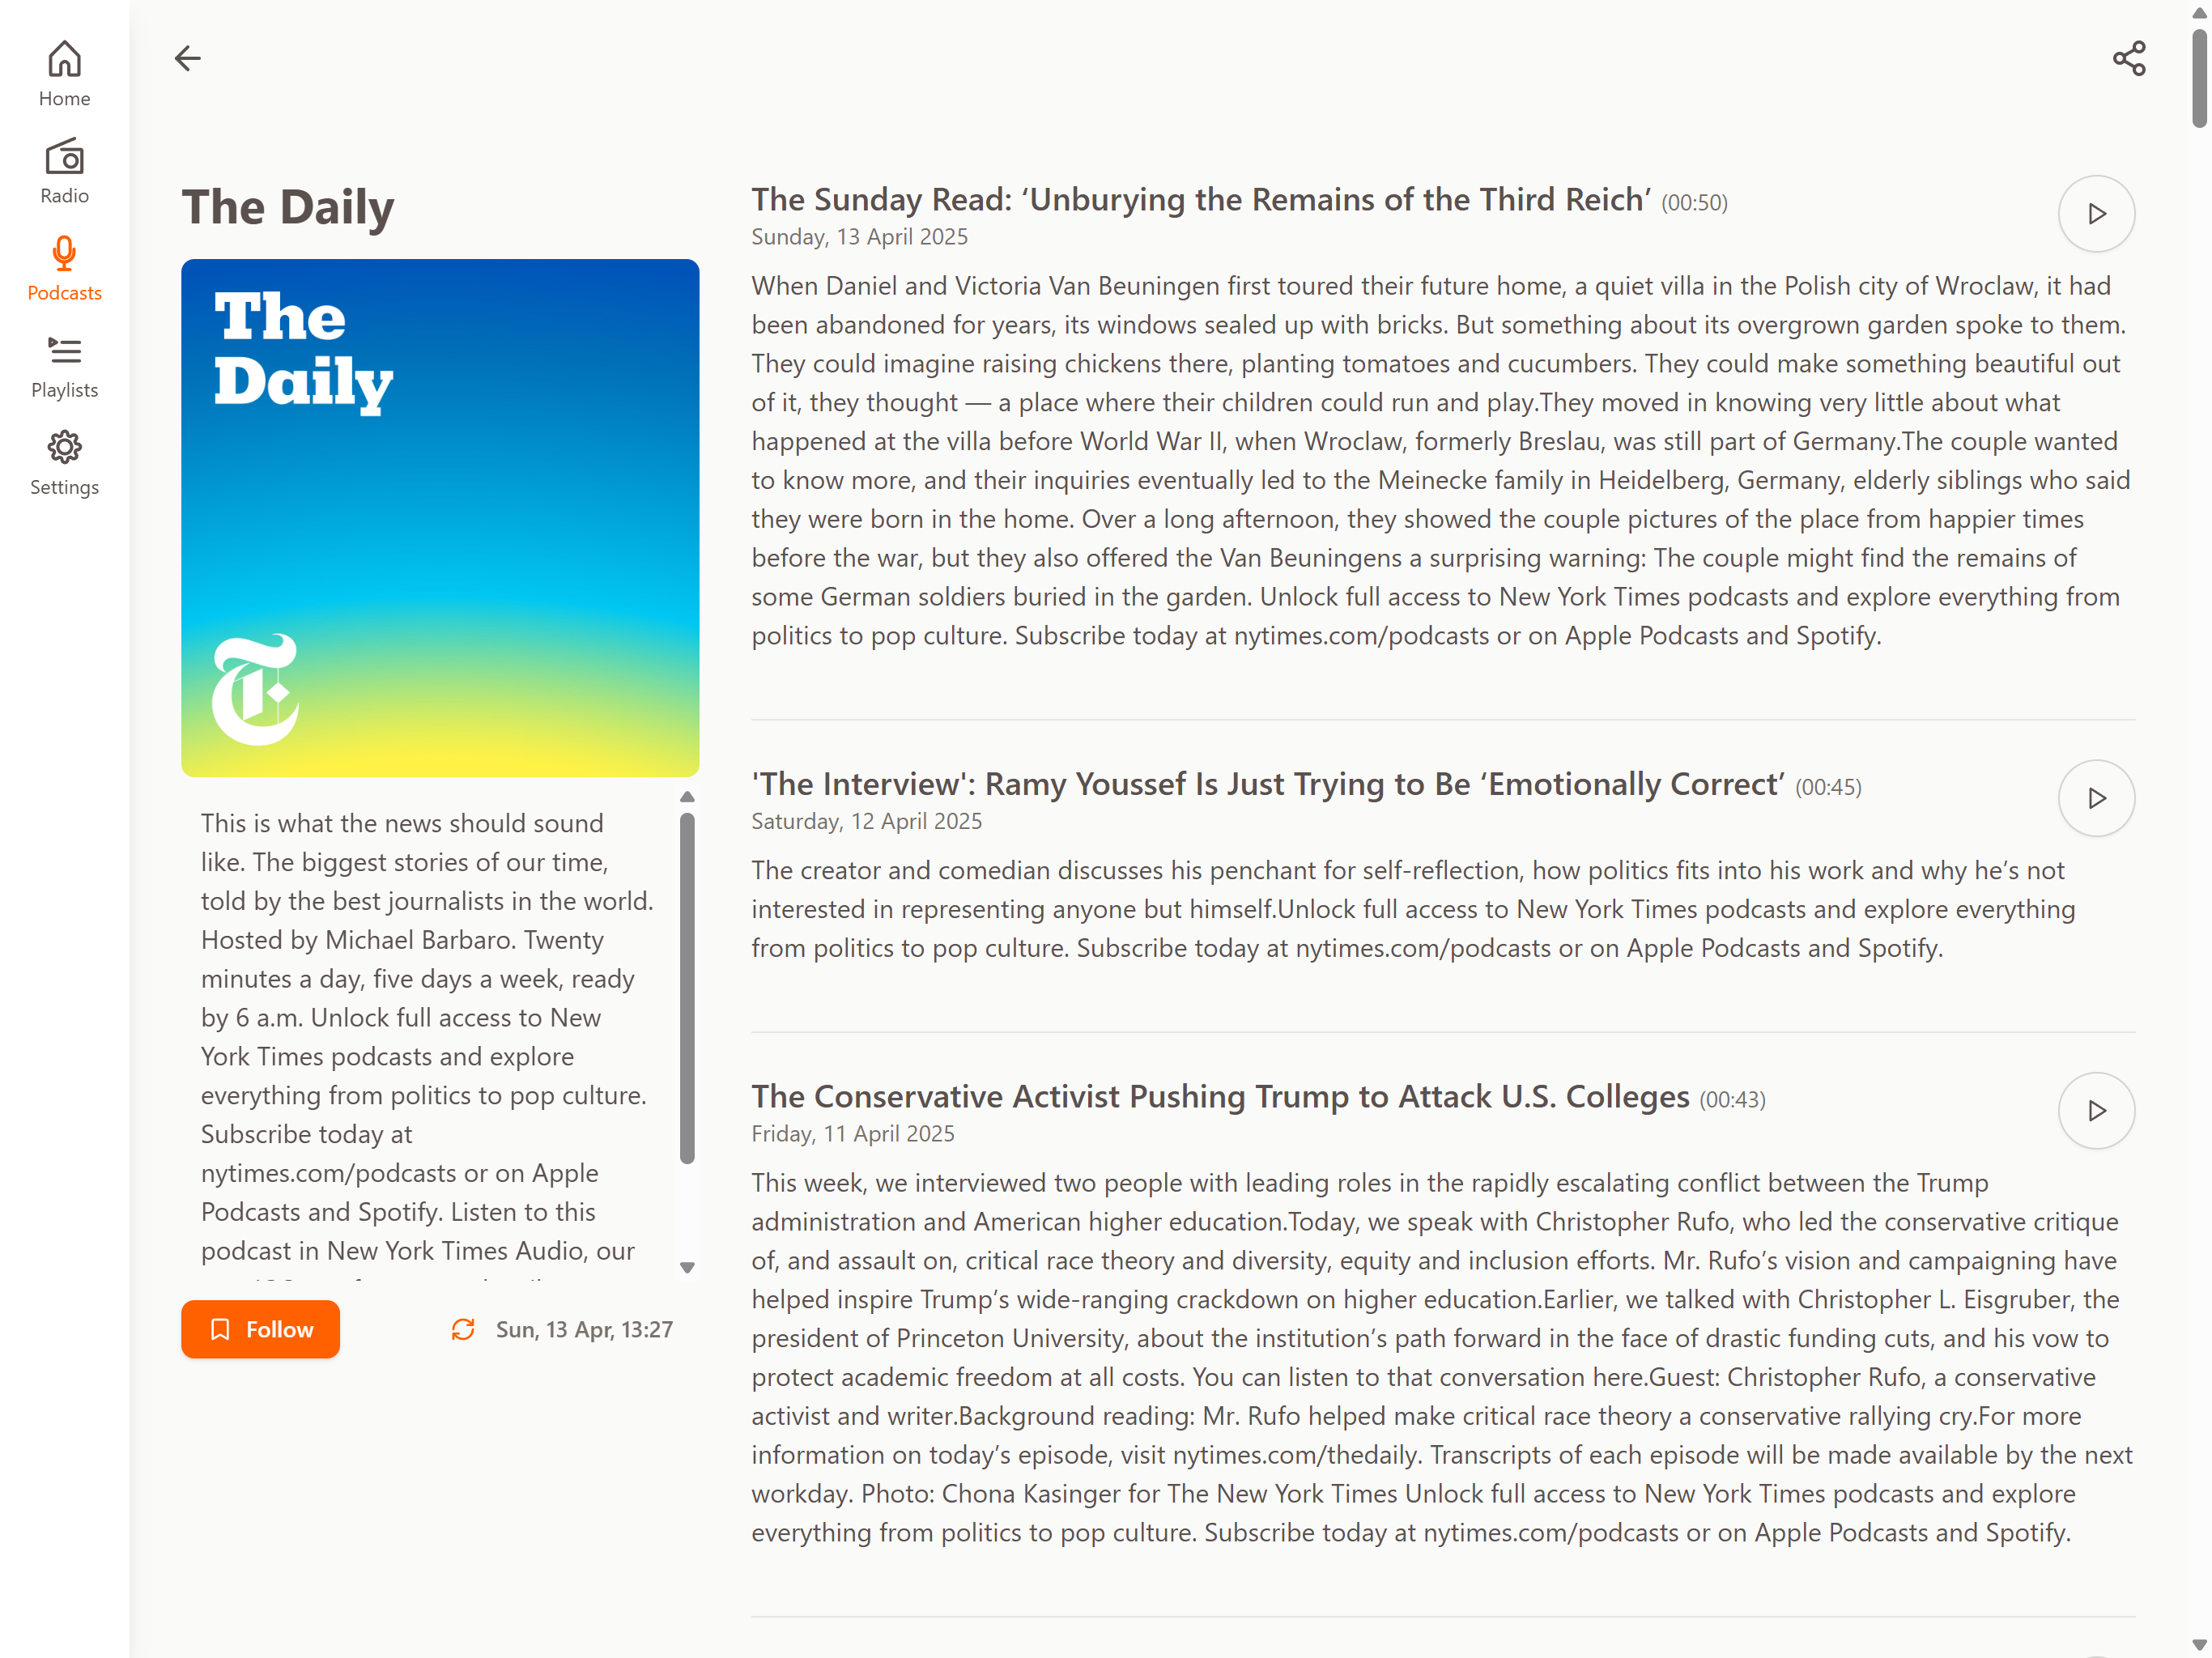 Home
Radio
Podcasts
Playlists
Settings
The Daily
The
Daily
This is what the news should sound
like. The biggest stories of our time,
told by the best journalists in the world.
Hosted by Michael Barbaro. Twenty
minutes a day, five days a week, ready
by 6 a.m. Unlock full access to New
York Times podcasts and explore
everything from politics to pop culture.
Subscribe today at
nytimes.com/podcasts or on Apple
Podcasts and Spotify. Listen to this
podcast in New York Times Audio, our
Follow
Sun, 13 Apr, 13:27
The Sunday Read: ‘Unburying the Remains of the Third Reich’ (00:50)
Sunday, 13 April 2025
When Daniel and Victoria Van Beuningen first toured their future home, a quiet villa in the Polish city of Wroclaw, it had
been abandoned for years, its windows sealed up with bricks. But something about its overgrown garden spoke to them.
They could imagine raising chickens there, planting tomatoes and cucumbers. They could make something beautiful out
of it, they thought — a place where their children could run and play.They moved in knowing very little about what
happened at the villa before World War II, when Wroclaw, formerly Breslau, was still part of Germany.The couple wanted
to know more, and their inquiries eventually led to the Meinecke family in Heidelberg, Germany, elderly siblings who said
they were born in the home. Over a long afternoon, they showed the couple pictures of the place from happier times
before the war, but they also offered the Van Beuningens a surprising warning: The couple might find the remains of
some German soldiers buried in the garden. Unlock full access to New York Times podcasts and explore everything from
politics to pop culture. Subscribe today at nytimes.com/podcasts or on Apple Podcasts and Spotify.
'The Interview': Ramy Youssef Is Just Trying to Be ‘Emotionally Correct’ (00:45)
Saturday, 12 April 2025
The creator and comedian discusses his penchant for self-reflection, how politics fits into his work and why he’s not
interested in representing anyone but himself.Unlock full access to New York Times podcasts and explore everything
from politics to pop culture. Subscribe today at nytimes.com/podcasts or on Apple Podcasts and Spotify.
The Conservative Activist Pushing Trump to Attack U.S. Colleges (00:43)
Friday, 11 April 2025
This week, we interviewed two people with leading roles in the rapidly escalating conflict between the Trump
administration and American higher education.Today, we speak with Christopher Rufo, who led the conservative critique
of, and assault on, critical race theory and diversity, equity and inclusion efforts. Mr. Rufo’s vision and campaigning have
helped inspire Trump’s wide-ranging crackdown on higher education.Earlier, we talked with Christopher L. Eisgruber, the
president of Princeton University, about the institution’s path forward in the face of drastic funding cuts, and his vow to
protect academic freedom at all costs. You can listen to that conversation here.Guest: Christopher Rufo, a conservative
activist and writer.Background reading: Mr. Rufo helped make critical race theory a conservative rallying cry.For more
information on today’s episode, visit nytimes.com/thedaily. Transcripts of each episode will be made available by the next
workday. Photo: Chona Kasinger for The New York Times Unlock full access to New York Times podcasts and explore
everything from politics to pop culture. Subscribe today at nytimes.com/podcasts or on Apple Podcasts and Spotify.